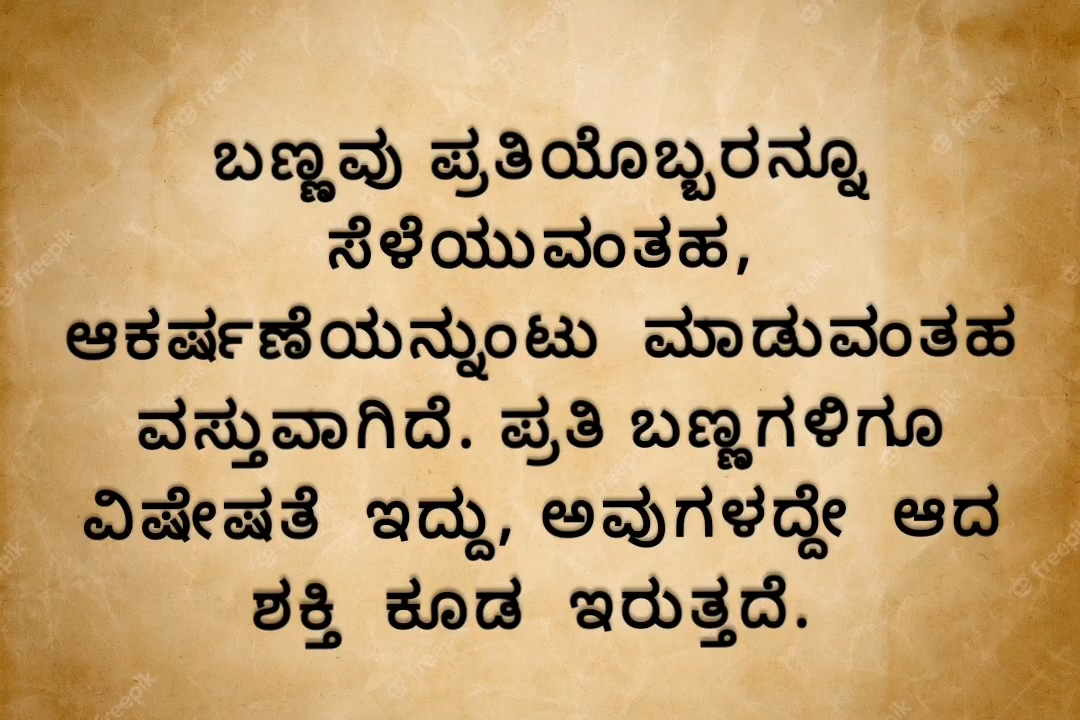 ಬಣ್ಣವು ಪ್ರತಿಯೊಬ್ಬರನ್ನೂ
ಸೆಳೆಯುವಂತಹ,
ಆಕರ್ಷಣೆಯನ್ನುಂಟು ಮಾಡುವಂತಹ
ವಸ್ತುವಾಗಿದೆ. ಪ್ರತಿ ಬಣ್ಣಗಳಿಗೂ
ವಿಷೇಷತೆ ಇದ್ದು, ಅವುಗಳದ್ದೇ ಆದ
ಶಕ್ತಿ ಕೂಡ ಇರುತ್ತದೆ.